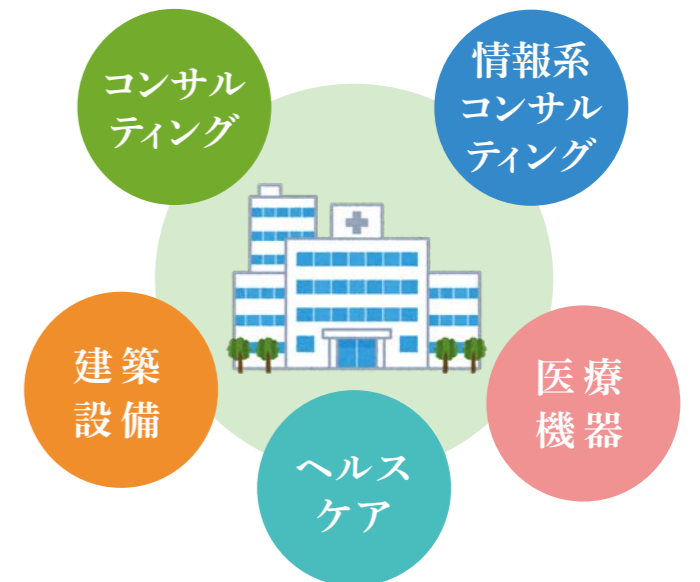 コンサル
ティング
情報系
コンサル
ティング
建築
設備
医療
機器
ヘルス
ケア